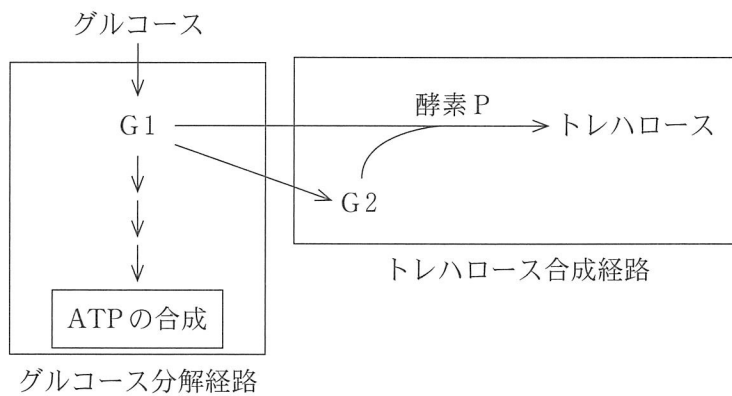 グルコース
G1
酵素P
トレハロース
G2
トレハロース合成経路
ATPの合成
グルコース分解経路